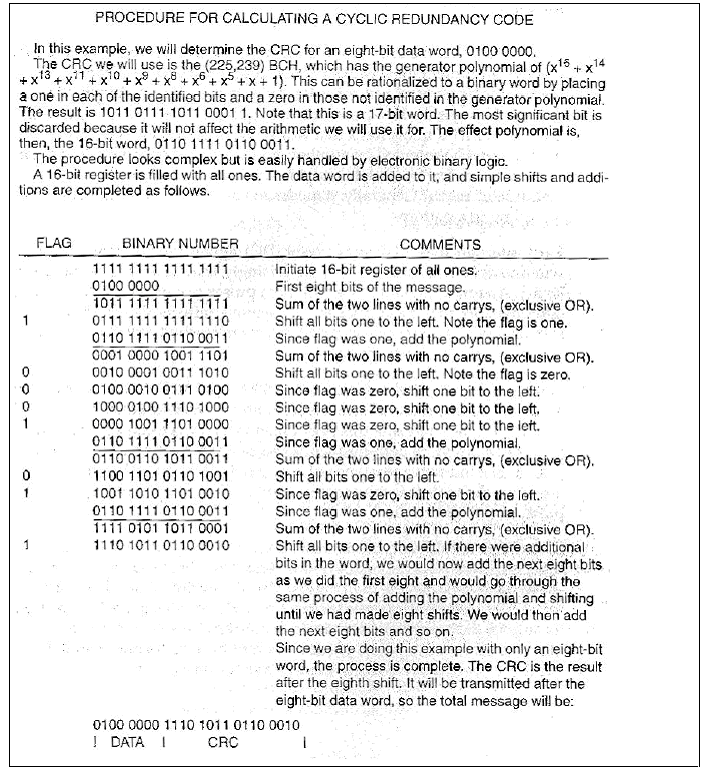 PROCEDURE FOR CALCULATING A CYCLIC REDUNDANCY CODE
In this example, we will determine the CRC for an eight-bit data word, 0100 0000.
The CRC we will use is the (225,239) BCH, which has the generator polynomial of (x¹⁶ + x¹⁴
+ x¹³ + x¹¹ + x¹⁰ + x⁹ + x⁸ + x⁶ + x⁵ + x + 1). This can be rationalized to a binary word by placing
a one in each of the identified bits and a zero in those not identified in the generator polynomial.
The result is 1011 0111 1011 0001 1. Note that this is a 17-bit word. The most significant bit is
discarded because it will not affect the arithmetic we will use it for. The effect polynomial is,
then, the 16-bit word, 0110 1111 0110 0011.
The procedure looks complex but is easily handled by electronic binary logic.
A 16-bit register is filled with all ones. The data word is added to it, and simple shifts and addi-
tions are completed as follows.
FLAG BINARY NUMBER COMMENTS
1111 1111 1111 1111 Initiate 16-bit register of all ones.
0100 0000 First eight bits of the message.
1011 1111 1111 1111 Sum of the two lines with no carrys, (exclusive OR).
1 0111 1111 1111 1110 Shift all bits one to the left. Note the flag is one.
0110 1111 0110 0011 Since flag was one, add the polynomial.
0001 0000 1001 1101 Sum of the two lines with no carrys, (exclusive OR).
0 0010 0001 0011 1010 Shift all bits one to the left. Note the flag is zero.
0 0100 0010 0111 0100 Since flag was zero, shift one bit to the left.
0 1000 0100 1110 1000 Since flag was zero, shift one bit to the left.
1 0000 1001 1101 0000 Since flag was zero, shift one bit to the left.
0110 1111 0110 0011 Since flag was one, add the polynomial.
0110 0110 1011 0011 Sum of the two lines with no carrys, (exclusive OR).
0 1100 1101 0110 1001 Shift all bits one to the left.
1 1001 1010 1101 0010 Since flag was zero, shift one bit to the left.
0110 1111 0110 0011 Since flag was one, add the polynomial.
1111 0101 1011 0001 Sum of the two lines with no carrys, (exclusive OR).
1 1110 1011 0110 0010 Shift all bits one to the left. If there were additional
bits in the word, we would now add the next eight bits
as we did the first eight and would go through the
same process of adding the polynomial and shifting
until we had made eight shifts. We would then add
the next eight bits and so on.
Since we are doing this example with only an eight-bit
word, the process is complete. The CRC is the result
after the eighth shift. It will be transmitted after the
eight-bit data word, so the total message will be:
0100 0000 1110 1011 0110 0010
| DATA | CRC |